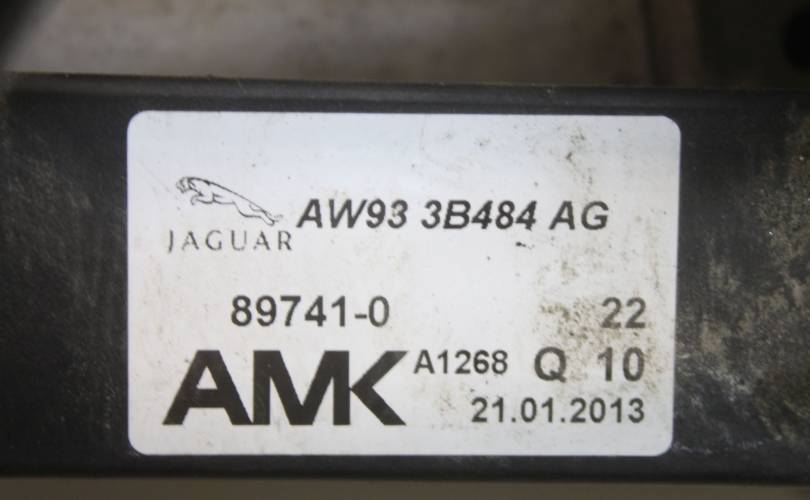 AW93 3B484 AG
JAGUAR
89741-0 22
AMK A1268 Q 10
21.01.2013